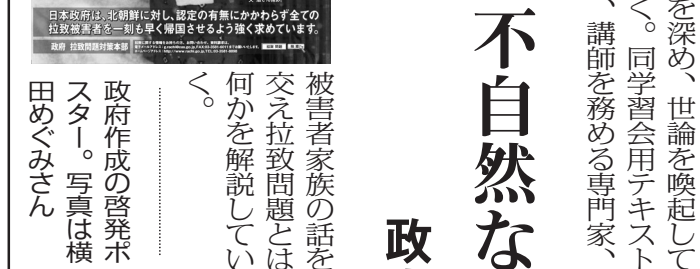 を深め、世論を喚起して
く。同学習会用テキスト
、講師を務める専門家、
不自然な
政
日本政府は、北朝鮮に対し、認定の有無にかかわらず全ての
拉致被害者を一刻も早く帰国させるよう強く求めています。
政府 拉致問題対策本部
被害者家族の話を
交え拉致問題とは
何かを解説してい
く。
政府作成の啓発ポ
スター。写真は横
田めぐみさん